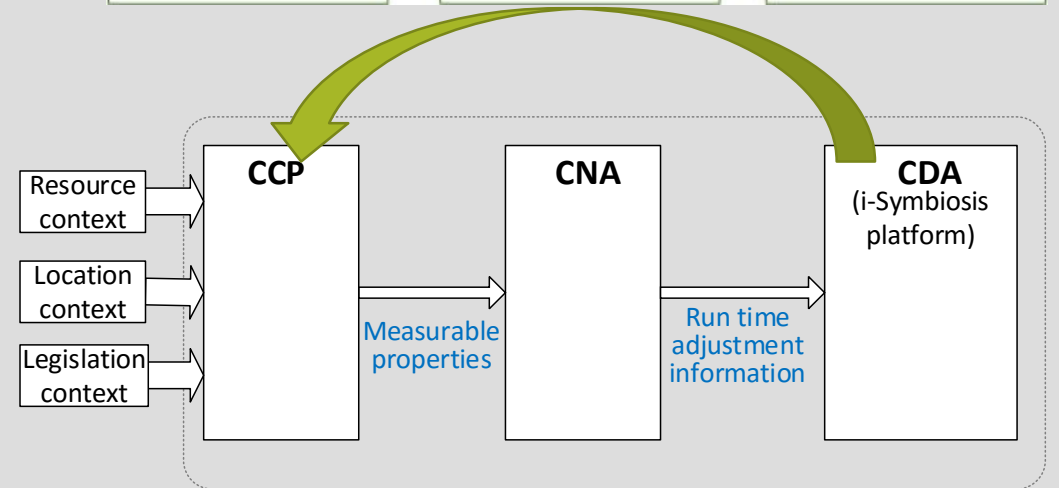 CCP
CNA
CDA
(i-Symbiosis
platform)
Resource
context
Location
context
Legislation
context
Measurable
properties
Run time
adjustment
information